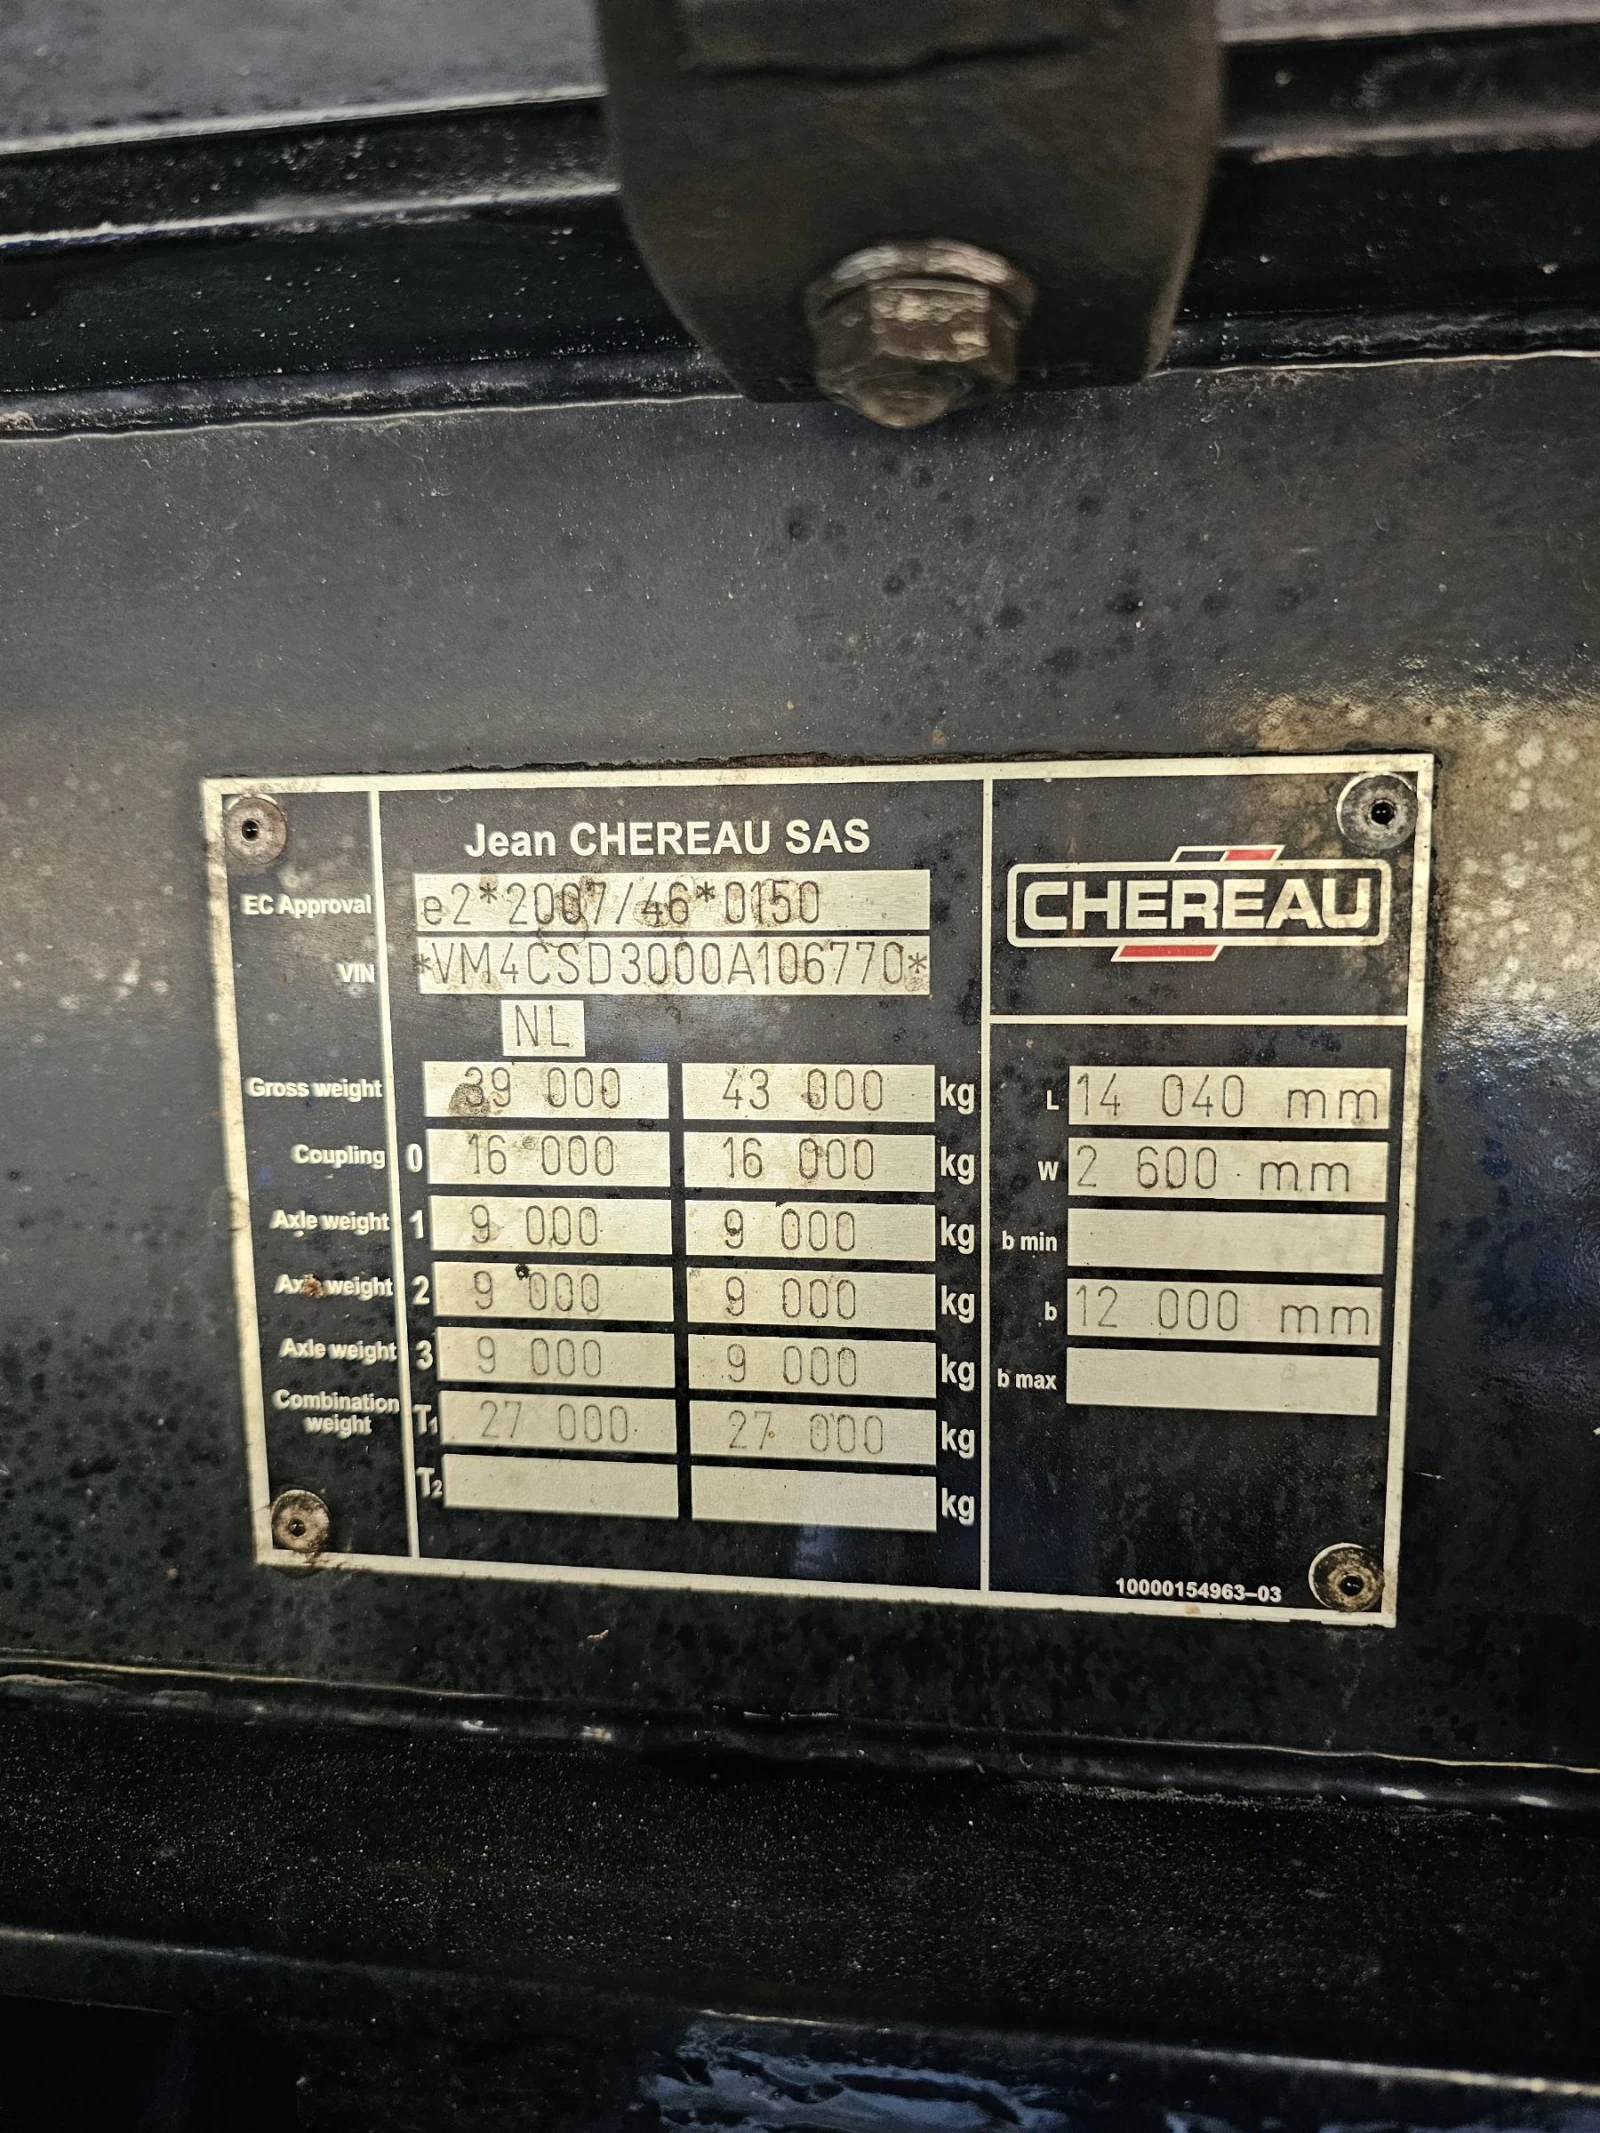 Jean CHEREAU SAS
EC Approval e2*2007/46*0150
VIN *VM4CSD3000A106770*
NL
Gross weight 39 000 43 000 kg
Coupling 0 16 000 16 000 kg
Axle weight 1 9 000 9 000 kg
Axle weight 2 9 000 9 000 kg
Axle weight 3 9 000 9 000 kg
Combination weight T1 27 000 27 000 kg
T2 kg
CHEREAU
L 14 040 mm
W 2 600 mm
b min
b 12 000 mm
b max
10000154963-03